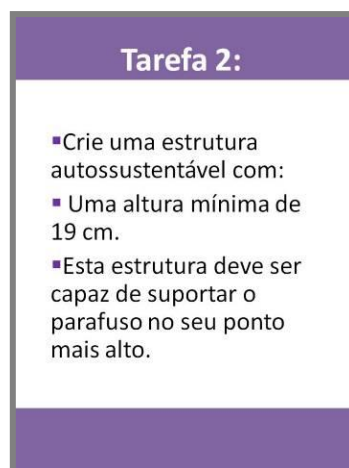 Tarefa 2:
▪Crie uma estrutura
autossustentável com:
▪ Uma altura mínima de
19 cm.
▪Esta estrutura deve ser
capaz de suportar o
parafuso no seu ponto
mais alto.